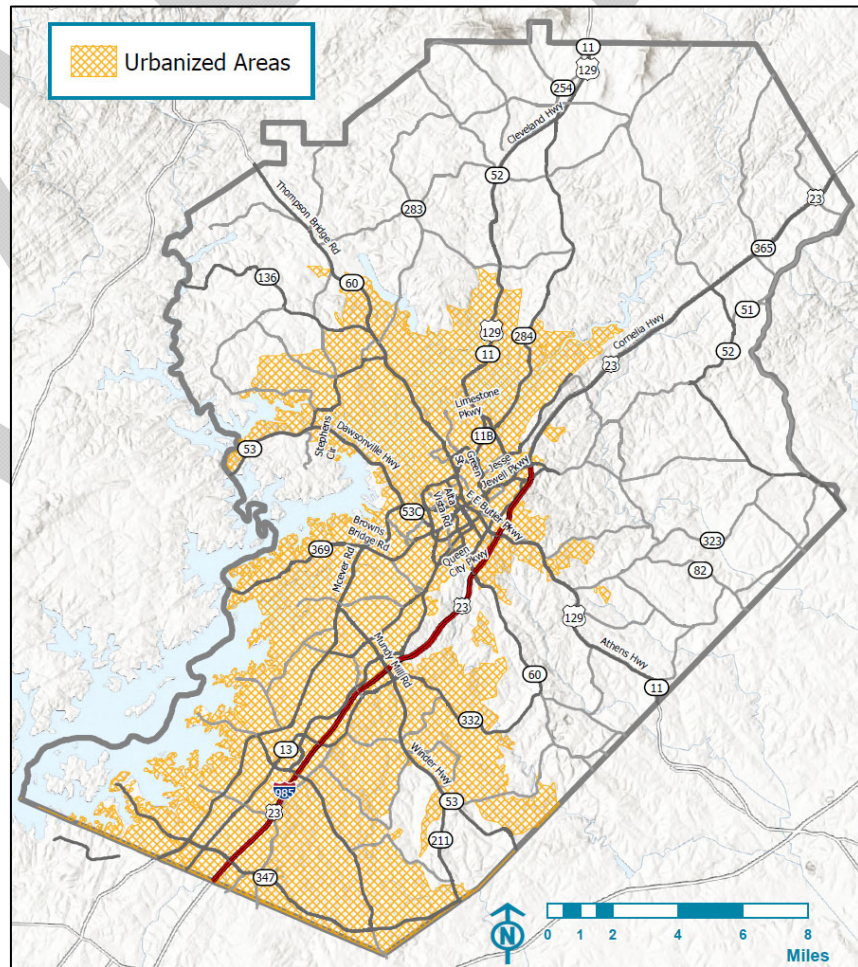 Urbanized Areas
11
129
254
Cleveland Hwy
52
23
283
Thompson Bridge Rd
365
136
60
51
129
284
Cornelia Hwy
11
52
23
Limestone
Pkwy
Stephens
Cir
53
Dawsonville Hwy
11B
Green
St
Jesse
Jewell Pkwy
Alta
Vista Rd
E E Butler Pkwy
53C
Browns
Bridge Rd
323
369
Mcever Rd
Queen
City Pkwy
82
23
129
Mundy Mill Rd
Athens Hwy
60
11
332
13
Winder Hwy
985
53
23
211
347
N
0 1 2 4 6 8
Miles